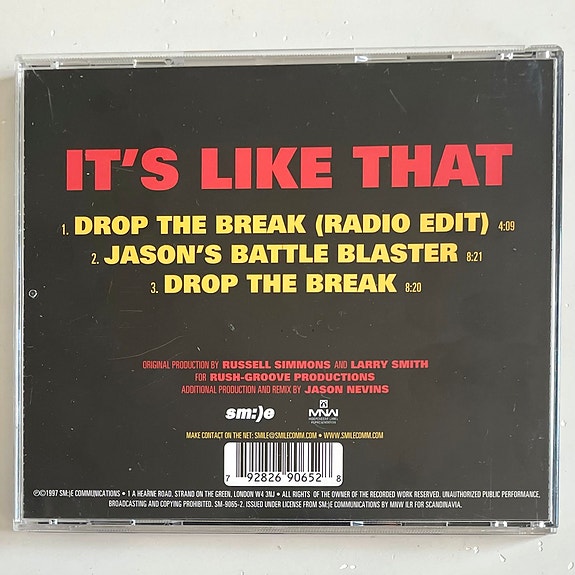 IT'S LIKE THAT
1. DROP THE BREAK (RADIO EDIT) 4:09
2. JASON'S BATTLE BLASTER 8:21
3. DROP THE BREAK 8:20
ORIGINAL PRODUCTION BY RUSSELL SIMMONS AND LARRY SMITH
FOR RUSH-GROOVE PRODUCTIONS
ADDITIONAL PRODUCTION AND REMIX BY JASON NEVINS
sm:)e MNW
MAKE CONTACT ON THE NET: SMILE@SMILECOMM.COM • WWW.SMILECOMM.COM
7 92826 90652 8
℗©1997 SM:)E COMMUNICATIONS • 1 A HEARNE ROAD, STRAND ON THE GREEN, LONDON W4 3NJ • ALL RIGHTS OF THE OWNER OF THE RECORDED WORK RESERVED. UNAUTHORIZED PUBLIC PERFORMANCE,
BROADCASTING AND COPYING PROHIBITED. SM-9065-2. ISSUED UNDER LICENSE FROM SM:)E COMMUNICATIONS BY MNW ILR FOR SCANDINAVIA.